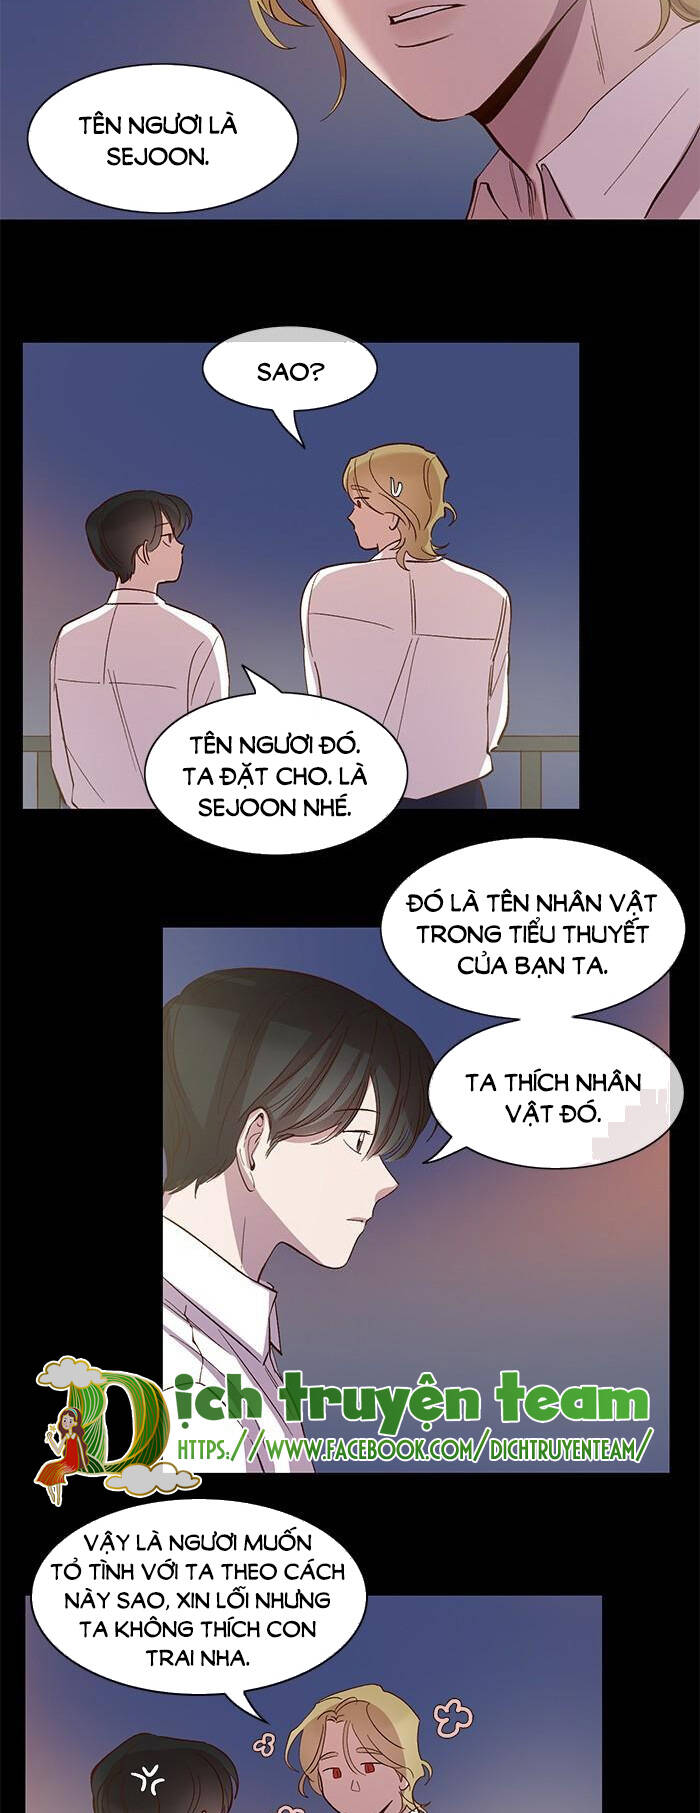 TÊN NGƯƠI LÀ
SEJOON.
SAO?
TÊN NGƯƠI ĐÓ.
TA ĐẶT CHO. LÀ
SEJOON NHÉ.
ĐÓ LÀ TÊN NHÂN VẬT
TRONG TIỂU THUYẾT
CỦA BẠN TA.
TA THÍCH NHÂN
VẬT ĐÓ.
Dịch truyện team
HTTPS://WWW.FACEBOOK.COM/DICHTRUYENTEAM/
VẬY LÀ NGƯƠI MUỐN
TỎ TÌNH VỚI TA THEO CÁCH
NÀY SAO, XIN LỖI NHƯNG
TA KHÔNG THÍCH CON
TRAI NHA.